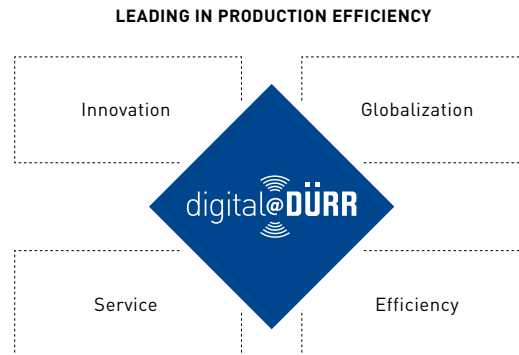 LEADING IN PRODUCTION EFFICIENCY
Innovation
Globalization
digital@DÜRR
Service
Efficiency